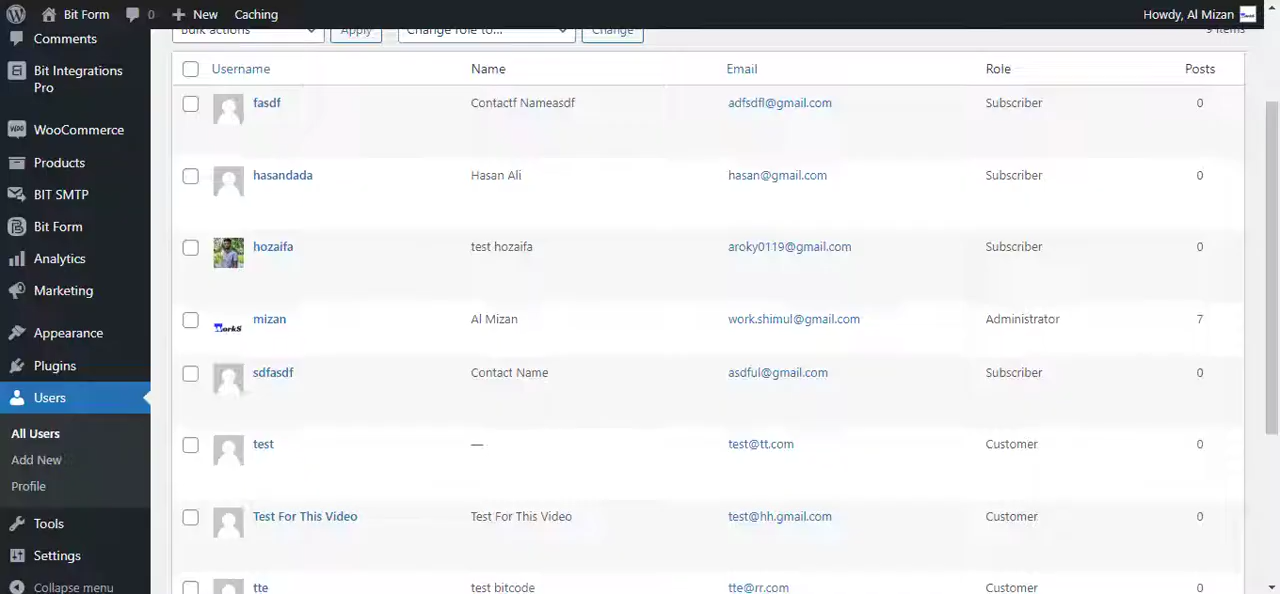 Bit Form 0 New Caching Howdy, Al Mizan
Comments
Bit Integrations
Pro
WooCommerce
Products
BIT SMTP
Bit Form
Analytics
Marketing
Appearance
Plugins
Users
All Users
Add New
Profile
Tools
Settings
Collapse menu
Bulk actions Apply Change role to... Change 9 items
Username Name Email Role Posts
fasdf Contactf Nameasdf adfsdfl@gmail.com Subscriber 0
hasandada Hasan Ali hasan@gmail.com Subscriber 0
hozaifa test hozaifa aroky0119@gmail.com Subscriber 0
WorkS mizan Al Mizan work.shimul@gmail.com Administrator 7
sdfasdf Contact Name asdful@gmail.com Subscriber 0
test — test@tt.com Customer 0
Test For This Video Test For This Video test@hh.gmail.com Customer 0
tte test bitcode tte@rr.com Customer 0